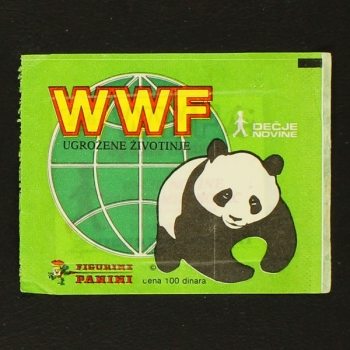 WWF
UGROŽENE ŽIVOTINJE
DEČJE
NOVINE
©
FIGURINE
PANINI
cena 100 dinara